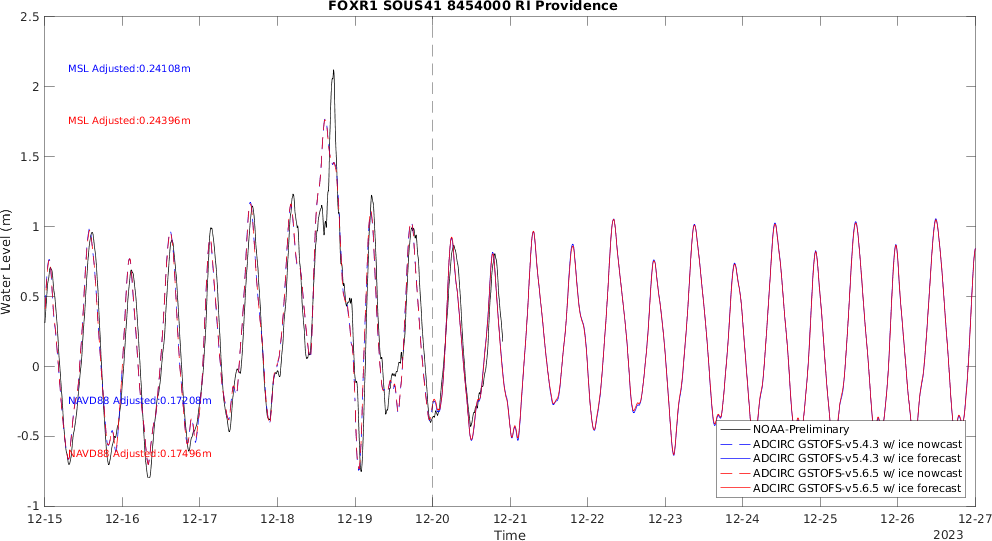 FOXR1 SOUS41 8454000 RI Providence
2.5
2
1.5
1
0.5
0
-0.5
-1
Water Level (m)
MSL Adjusted:0.24108m
MSL Adjusted:0.24396m
NAVD88 Adjusted:0.17208m
NAVD88 Adjusted:0.17496m
NOAA-Preliminary
ADCIRC GSTOFS-v5.4.3 w/ ice nowcast
ADCIRC GSTOFS-v5.4.3 w/ ice forecast
ADCIRC GSTOFS-v5.6.5 w/ ice nowcast
ADCIRC GSTOFS-v5.6.5 w/ ice forecast
12-15 12-16 12-17 12-18 12-19 12-20 12-21 12-22 12-23 12-24 12-25 12-26 12-27
Time
2023